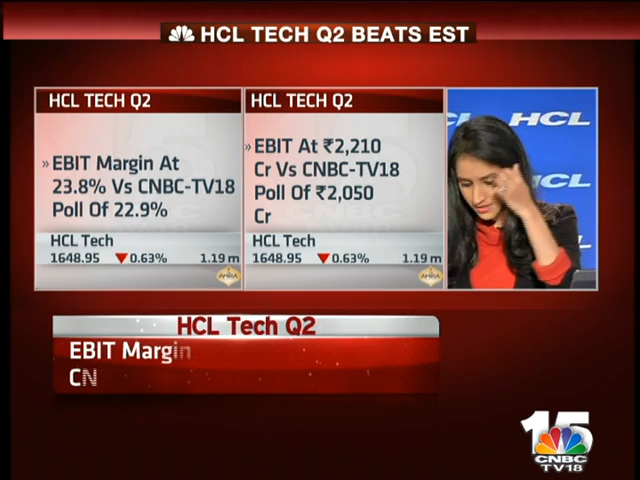 HCL TECH Q2 BEATS EST
HCL TECH Q2
» EBIT Margin At
23.8% Vs CNBC-TV18
Poll Of 22.9%
HCL Tech
1648.95 ▼0.63% 1.19 m
AMRA
HCL TECH Q2
» EBIT At ₹2,210
Cr Vs CNBC-TV18
Poll Of ₹2,050
Cr
HCL Tech
1648.95 ▼0.63% 1.19 m
AMRA
CL HCL
HCL
HCL Tech Q2
EBIT Margin
CN
15
CNBC
TV18